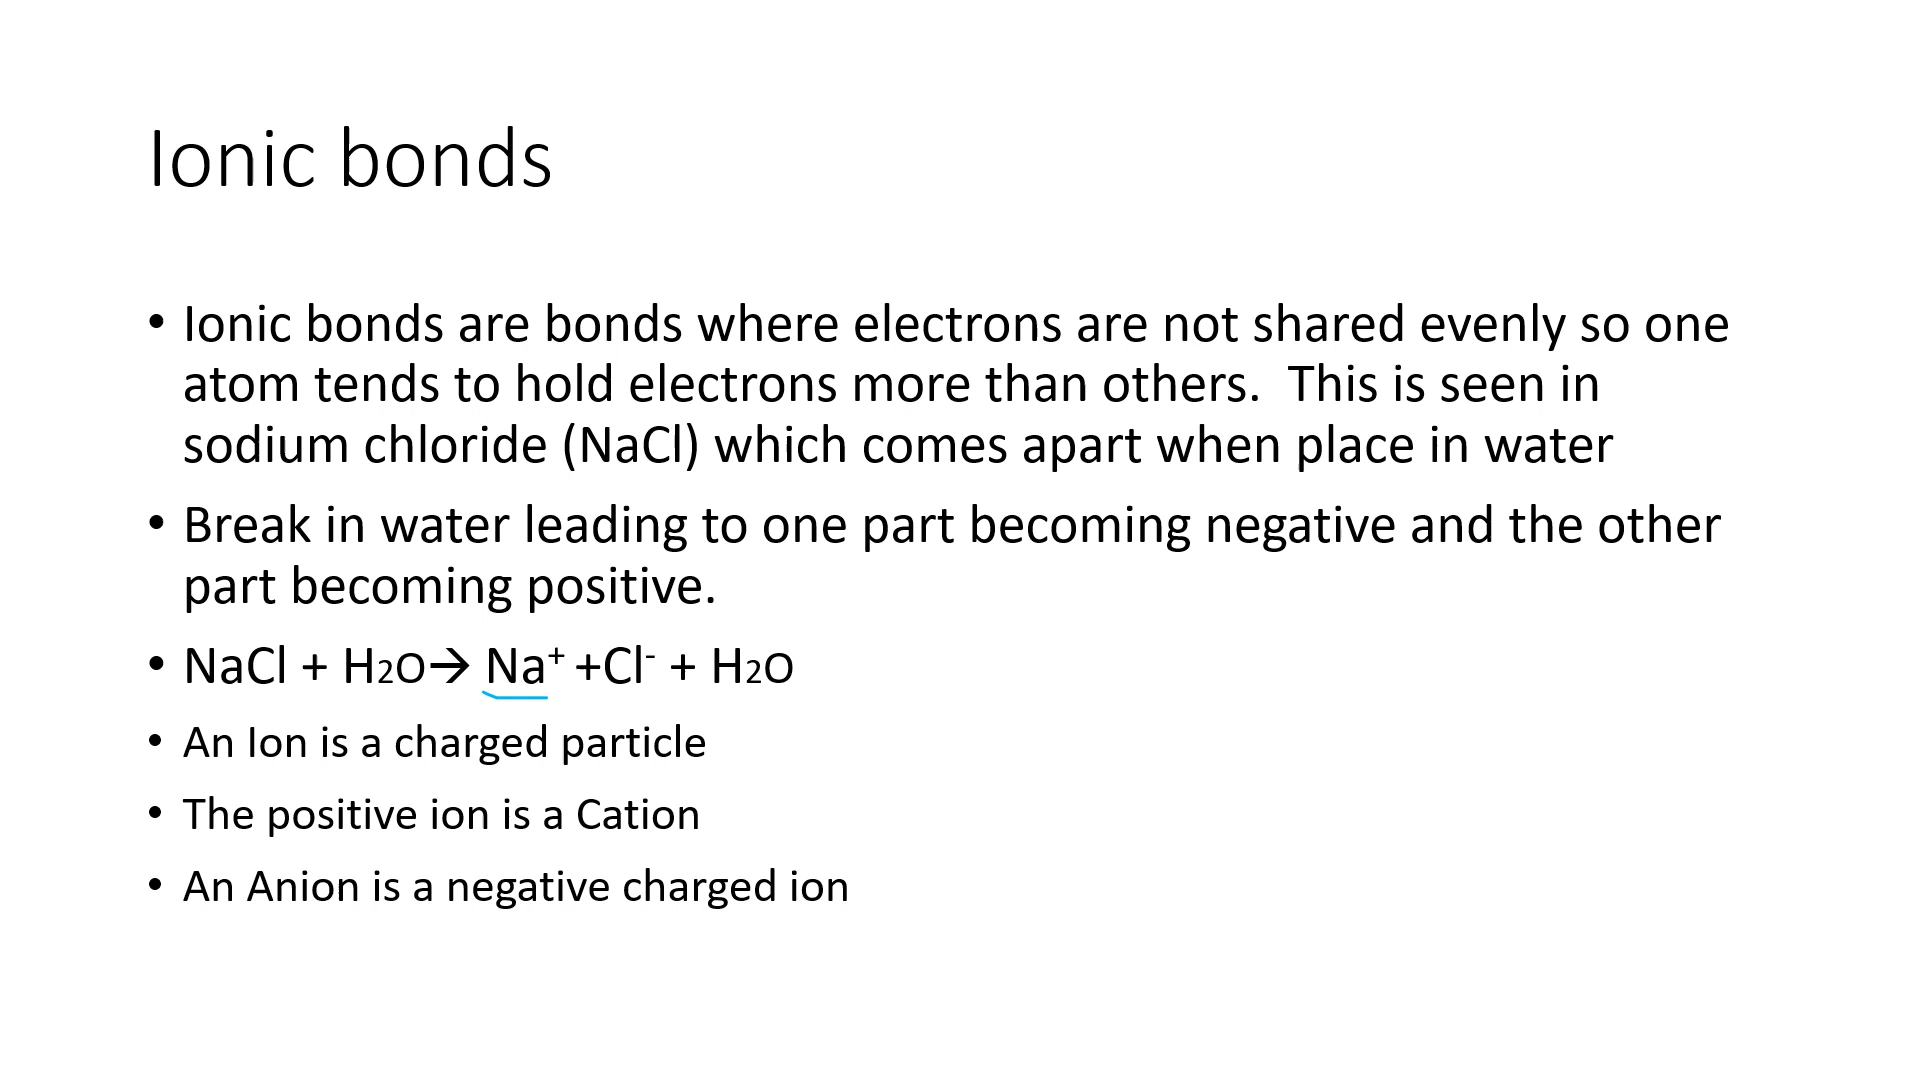 Ionic bonds
• Ionic bonds are bonds where electrons are not shared evenly so one
atom tends to hold electrons more than others.  This is seen in
sodium chloride (NaCl) which comes apart when place in water
• Break in water leading to one part becoming negative and the other
part becoming positive.
• NaCl + H2O→ Na⁺ +Cl⁻ + H2O
• An Ion is a charged particle
• The positive ion is a Cation
• An Anion is a negative charged ion